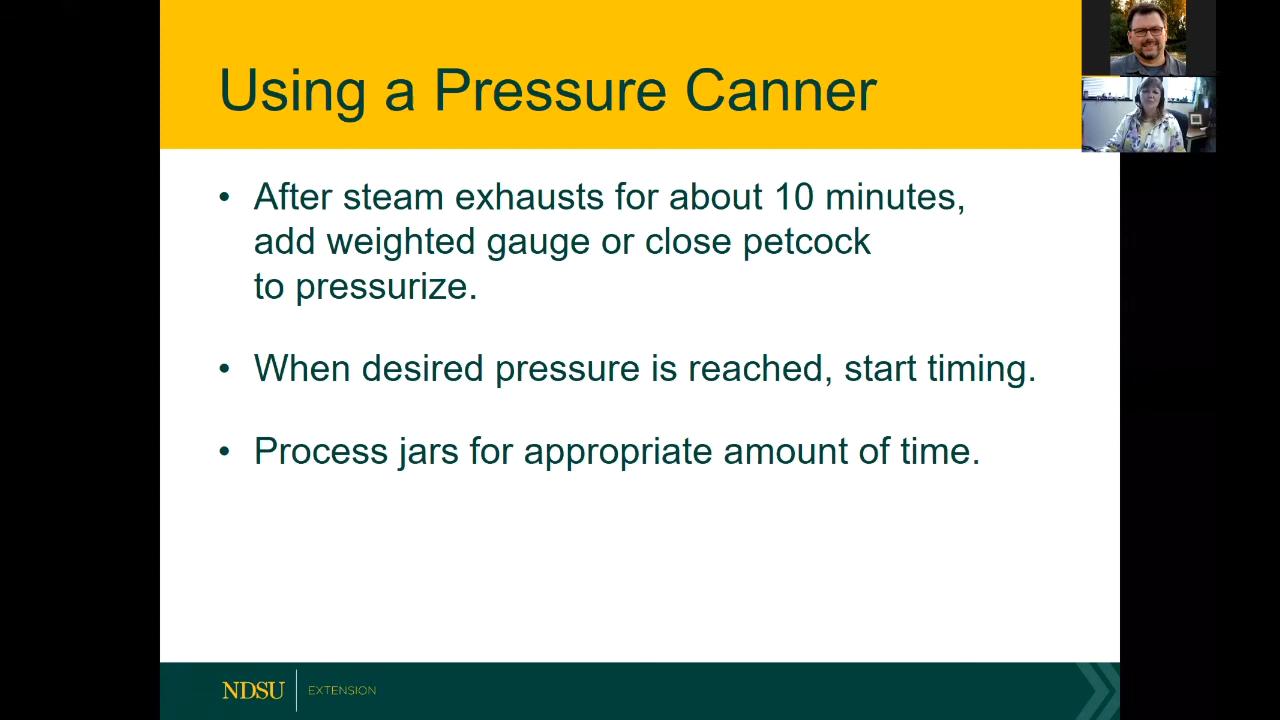 Using a Pressure Canner
• After steam exhausts for about 10 minutes,
add weighted gauge or close petcock
to pressurize.
• When desired pressure is reached, start timing.
• Process jars for appropriate amount of time.
NDSU EXTENSION